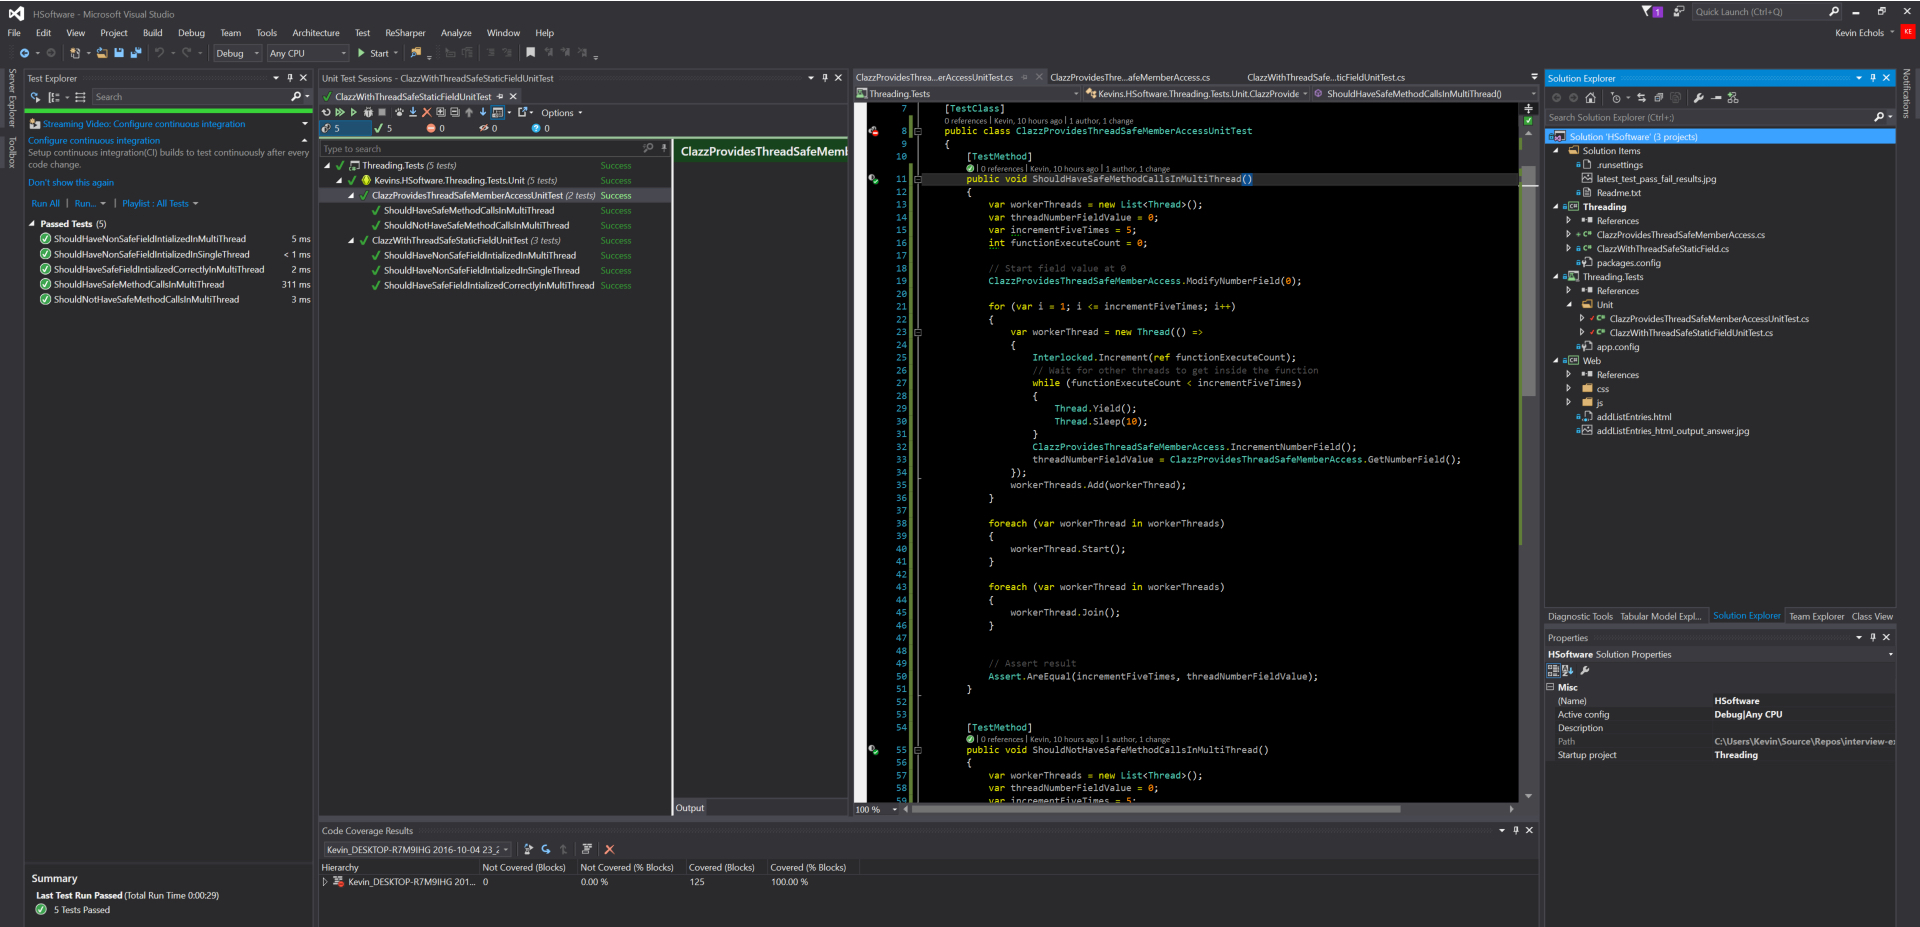 HSoftware - Microsoft Visual Studio
1
Quick Launch (Ctrl+Q)
File Edit View Project Build Debug Team Tools Architecture Test ReSharper Analyze Window Help
Kevin Echols KE
Debug Any CPU Start
Server Explorer
Toolbox
Test Explorer
Search
Streaming Video: Configure continuous integration
Configure continuous integration
Setup continuous integration(CI) builds to test continuously after every
code change.
Don't show this again
Run All | Run... | Playlist : All Tests
Passed Tests (5)
ShouldHaveNonSafeFieldIntializedInMultiThread 5 ms
ShouldHaveNonSafeFieldIntializedInSingleThread < 1 ms
ShouldHaveSafeFieldIntializedCorrectlyInMultiThread 2 ms
ShouldHaveSafeMethodCallsInMultiThread 311 ms
ShouldNotHaveSafeMethodCallsInMultiThread 3 ms
Summary
Last Test Run Passed (Total Run Time 0:00:29)
5 Tests Passed
Unit Test Sessions - ClazzWithThreadSafeStaticFieldUnitTest
ClazzWithThreadSafeStaticFieldUnitTest
Options
5 5 0 0 0
Type to search
Threading.Tests (5 tests) Success
Kevins.HSoftware.Threading.Tests.Unit (5 tests) Success
ClazzProvidesThreadSafeMemberAccessUnitTest (2 tests) Success
ShouldHaveSafeMethodCallsInMultiThread Success
ShouldNotHaveSafeMethodCallsInMultiThread Success
ClazzWithThreadSafeStaticFieldUnitTest (3 tests) Success
ShouldHaveNonSafeFieldIntializedInMultiThread Success
ShouldHaveNonSafeFieldIntializedInSingleThread Success
ShouldHaveSafeFieldIntializedCorrectlyInMultiThread Success
ClazzProvidesThreadSafeMemb
Output
Code Coverage Results
Kevin_DESKTOP-R7M9IHG 2016-10-04 23_2
Hierarchy Not Covered (Blocks) Not Covered (% Blocks) Covered (Blocks) Covered (% Blocks)
Kevin_DESKTOP-R7M9IHG 201... 0 0.00 % 125 100.00 %
ClazzProvidesThrea...erAccessUnitTest.cs ClazzProvidesThr...afeMemberAccess.cs ClazzWithThreadSafe...ticFieldUnitTest.cs
Threading.Tests Kevins.HSoftware.Threading.Tests.Unit.ClazzProvide ShouldHaveSafeMethodCallsInMultiThread()
7 [TestClass]
0 references | Kevin, 10 hours ago | 1 author, 1 change
8 public class ClazzProvidesThreadSafeMemberAccessUnitTest
9 {
10 [TestMethod]
0 references | Kevin, 10 hours ago | 1 author, 1 change
11 public void ShouldHaveSafeMethodCallsInMultiThread()
12 {
13 var workerThreads = new List<Thread>();
14 var threadNumberFieldValue = 0;
15 var incrementFiveTimes = 5;
16 int functionExecuteCount = 0;
17
18 // Start field value at 0
19 ClazzProvidesThreadSafeMemberAccess.ModifyNumberField(0);
20
21 for (var i = 1; i <= incrementFiveTimes; i++)
22 {
23 var workerThread = new Thread(() =>
24 {
25 Interlocked.Increment(ref functionExecuteCount);
26 // Wait for other threads to get inside the function
27 while (functionExecuteCount < incrementFiveTimes)
28 {
29 Thread.Yield();
30 Thread.Sleep(10);
31 }
32 ClazzProvidesThreadSafeMemberAccess.IncrementNumberField();
33 threadNumberFieldValue = ClazzProvidesThreadSafeMemberAccess.GetNumberField();
34 });
35 workerThreads.Add(workerThread);
36 }
37
38 foreach (var workerThread in workerThreads)
39 {
40 workerThread.Start();
41 }
42
43 foreach (var workerThread in workerThreads)
44 {
45 workerThread.Join();
46 }
47
48
49 // Assert result
50 Assert.AreEqual(incrementFiveTimes, threadNumberFieldValue);
51 }
52
53
54 [TestMethod]
0 references | Kevin, 10 hours ago | 1 author, 1 change
55 public void ShouldNotHaveSafeMethodCallsInMultiThread()
56 {
57 var workerThreads = new List<Thread>();
58 var threadNumberFieldValue = 0;
59 var incrementFiveTimes = 5;
100 %
Solution Explorer
Search Solution Explorer (Ctrl+;)
Solution 'HSoftware' (3 projects)
Solution Items
.runsettings
latest_test_pass_fail_results.jpg
Readme.txt
Threading
References
ClazzProvidesThreadSafeMemberAccess.cs
ClazzWithThreadSafeStaticField.cs
packages.config
Threading.Tests
References
Unit
ClazzProvidesThreadSafeMemberAccessUnitTest.cs
ClazzWithThreadSafeStaticFieldUnitTest.cs
app.config
Web
References
css
js
addListEntries.html
addListEntries_html_output_answer.jpg
Diagnostic Tools Tabular Model Expl... Solution Explorer Team Explorer Class View
Properties
HSoftware Solution Properties
Misc
(Name) HSoftware
Active config Debug|Any CPU
Description
Path C:\Users\Kevin\Source\Repos\interview-e
Startup project Threading
Notifications